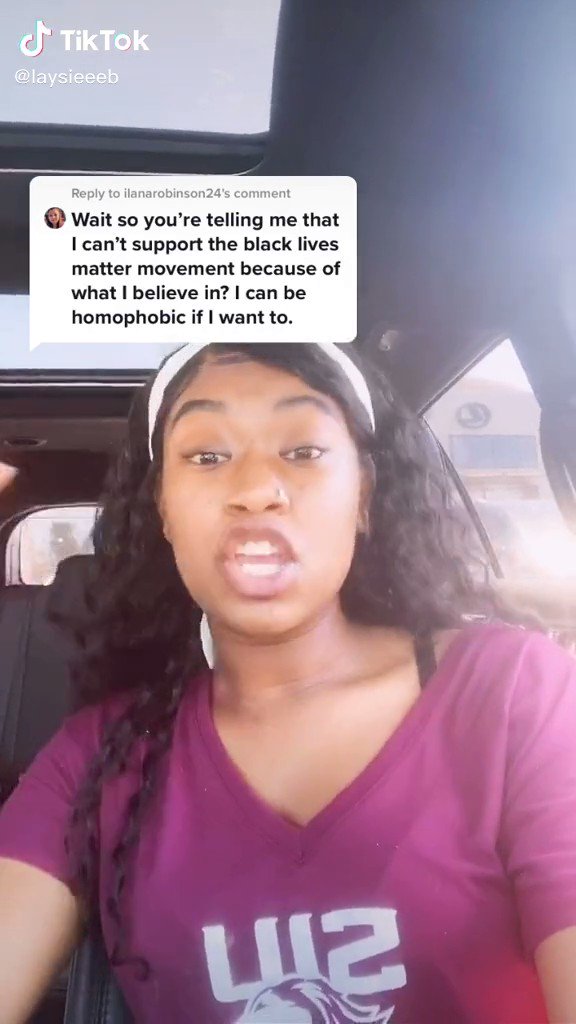 TikTok
@laysieeeb
Reply to ilanarobinson24's comment
Wait so you're telling me that
I can't support the black lives
matter movement because of
what I believe in? I can be
homophobic if I want to.
SIU